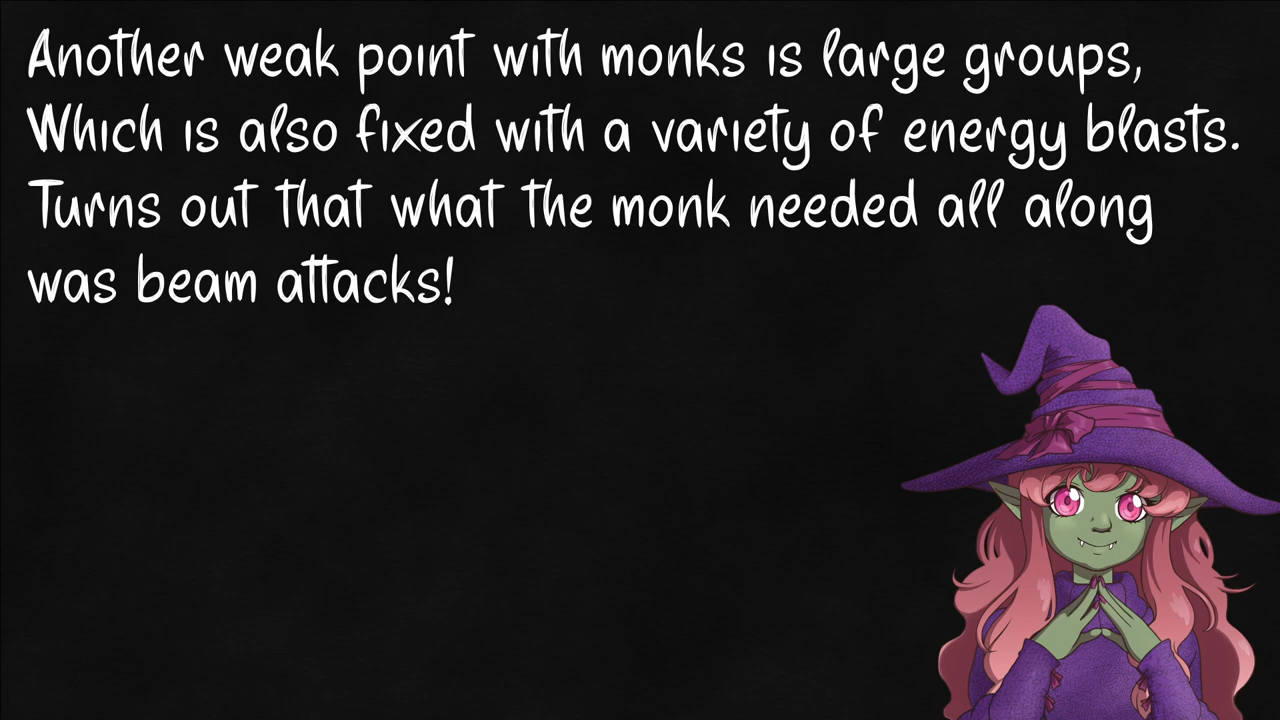 Another weak point with monks is large groups,
Which is also fixed with a variety of energy blasts.
Turns out that what the monk needed all along
was beam attacks!